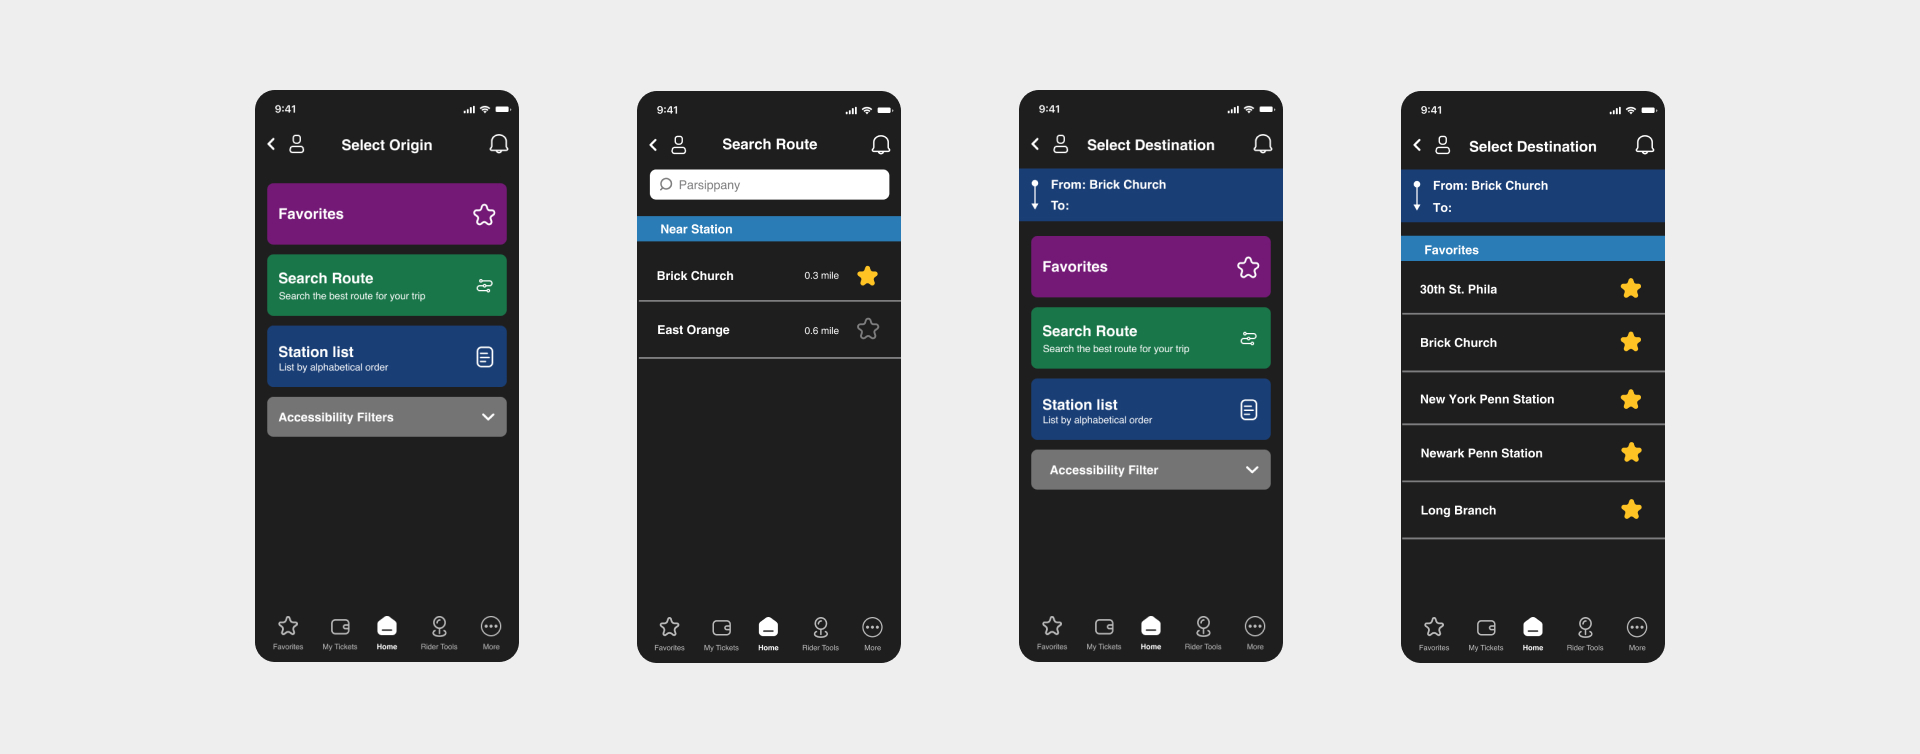 9:41
Select Origin
Favorites
Search Route
Search the best route for your trip
Station list
List by alphabetical order
Accessibility Filters
Favorites
My Tickets
Home
Rider Tools
More
9:41
Search Route
Parsippany
Near Station
Brick Church 0.3 mile
East Orange 0.6 mile
Favorites
My Tickets
Home
Rider Tools
More
9:41
Select Destination
From: Brick Church
To:
Favorites
Search Route
Search the best route for your trip
Station list
List by alphabetical order
Accessibility Filter
Favorites
My Tickets
Home
Rider Tools
More
9:41
Select Destination
From: Brick Church
To:
Favorites
30th St. Phila
Brick Church
New York Penn Station
Newark Penn Station
Long Branch
Favorites
My Tickets
Home
Rider Tools
More